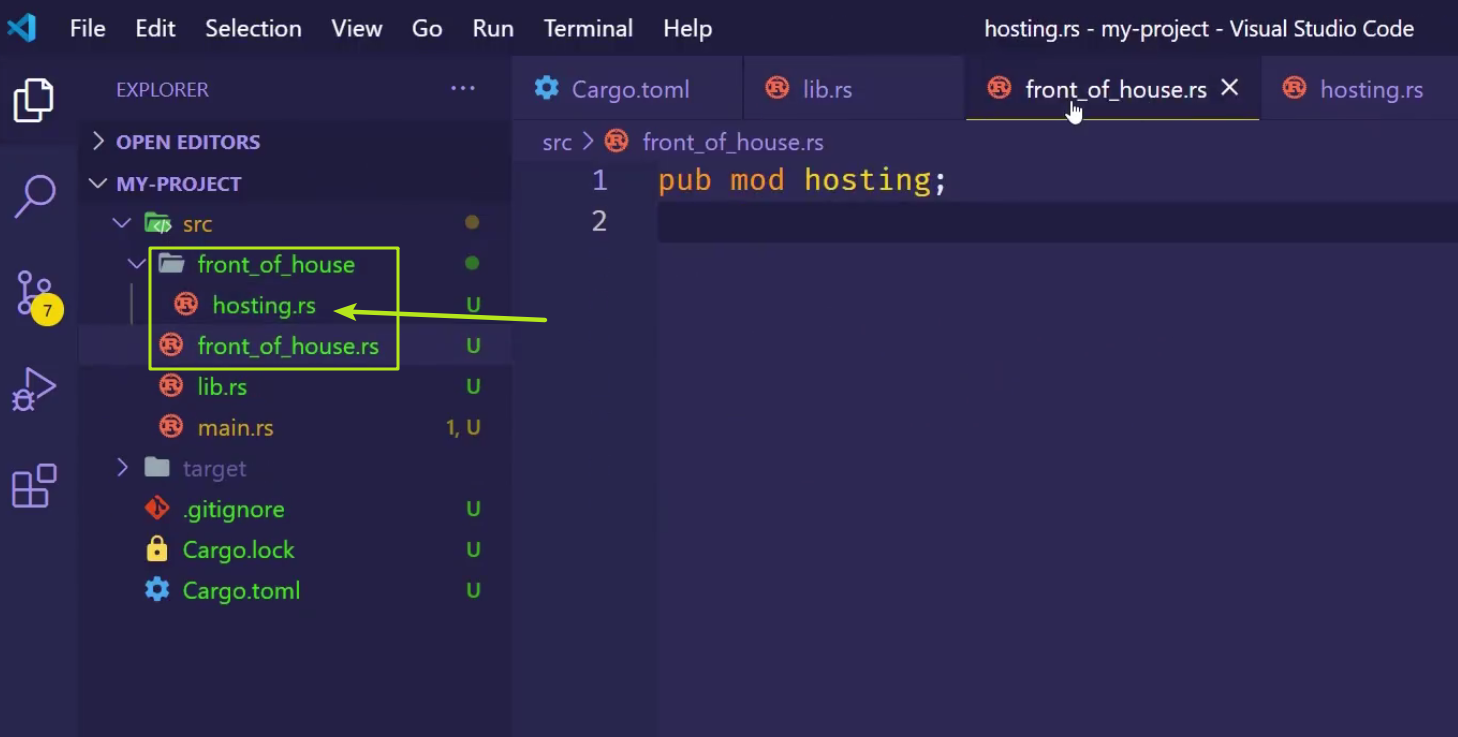 File Edit Selection View Go Run Terminal Help hosting.rs - my-project - Visual Studio Code
EXPLORER ···
Cargo.toml lib.rs front_of_house.rs hosting.rs
OPEN EDITORS
src > front_of_house.rs
MY-PROJECT
1 pub mod hosting;
2
src
front_of_house
hosting.rs U
7
front_of_house.rs U
lib.rs U
main.rs 1, U
target
.gitignore U
Cargo.lock U
Cargo.toml U